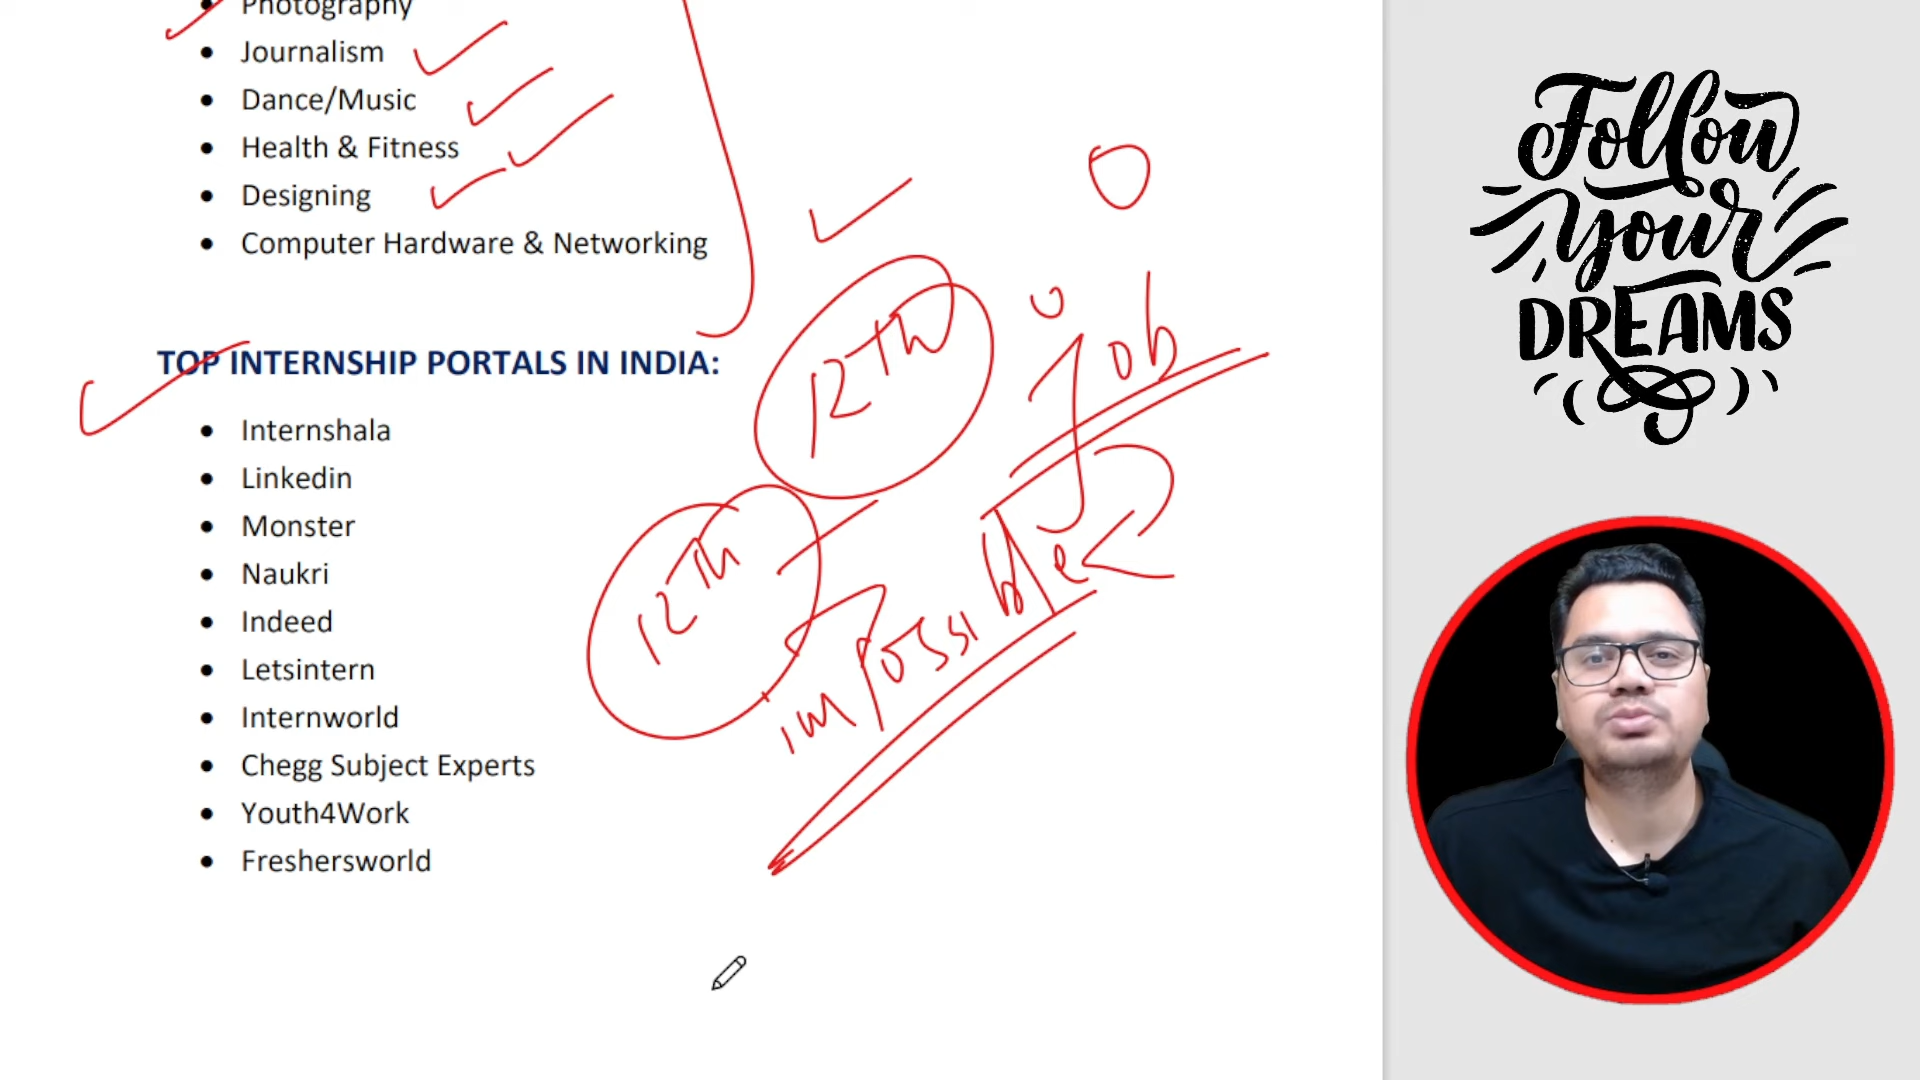 Photography
Journalism
Dance/Music
Health & Fitness
Designing
Computer Hardware & Networking
TOP INTERNSHIP PORTALS IN INDIA:
Internshala
Linkedin
Monster
Naukri
Indeed
Letsintern
Internworld
Chegg Subject Experts
Youth4Work
Freshersworld
12th
Job
12th
impossible
Follow
your
DREAMS